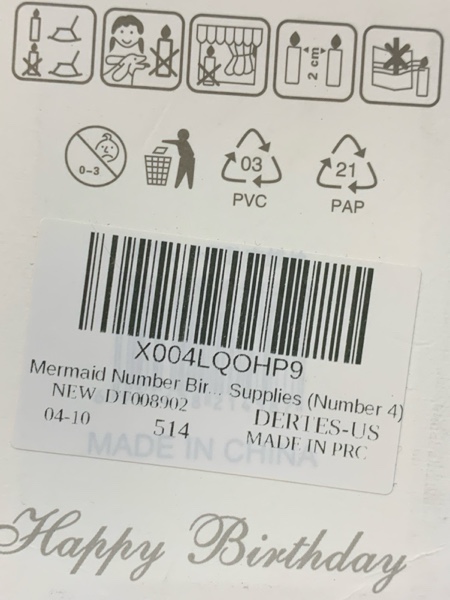 2 cm
0-3
03
PVC
21
PAP
X004LQOHP9
Mermaid Number Bir... Supplies (Number 4)
NEW DT008902
DERTES-US
04-10
514
MADE IN PRC
MADE IN CHINA
Happy Birthday